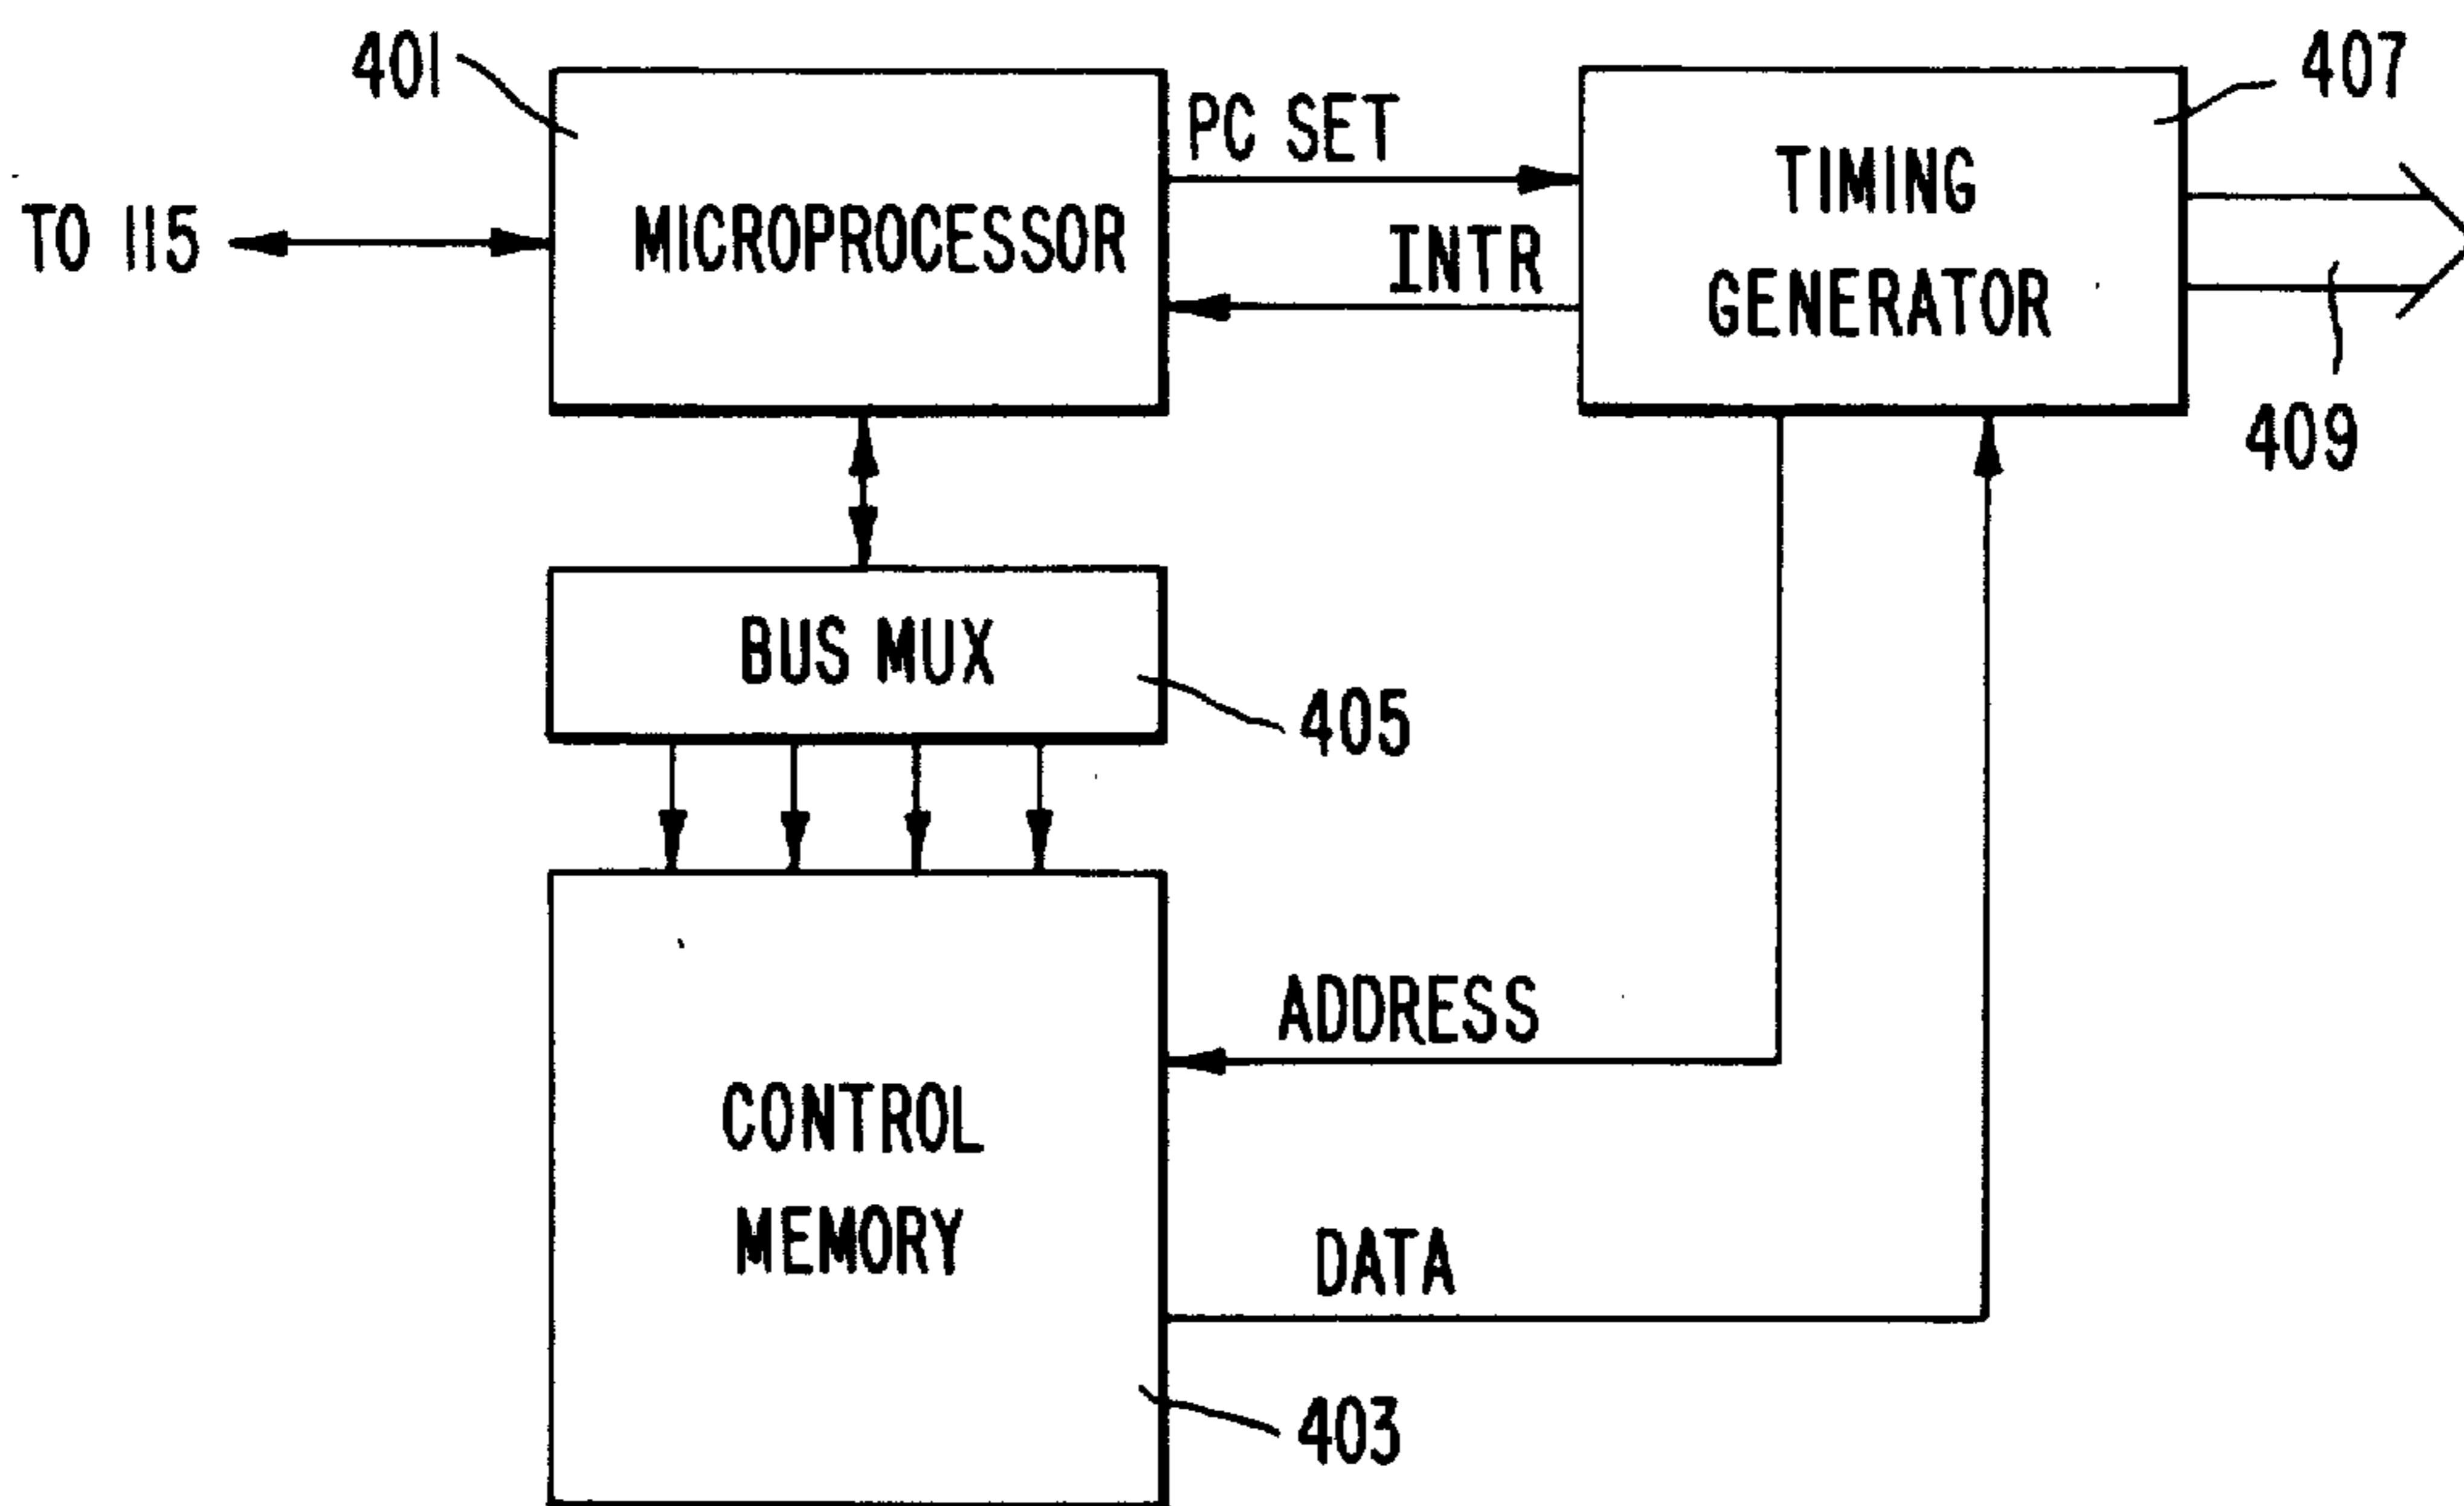 401
407
PC SET
TIMING
GENERATOR
TO 115
MICROPROCESSOR
INTR
409
BUS MUX
405
ADDRESS
CONTROL
MEMORY
DATA
403